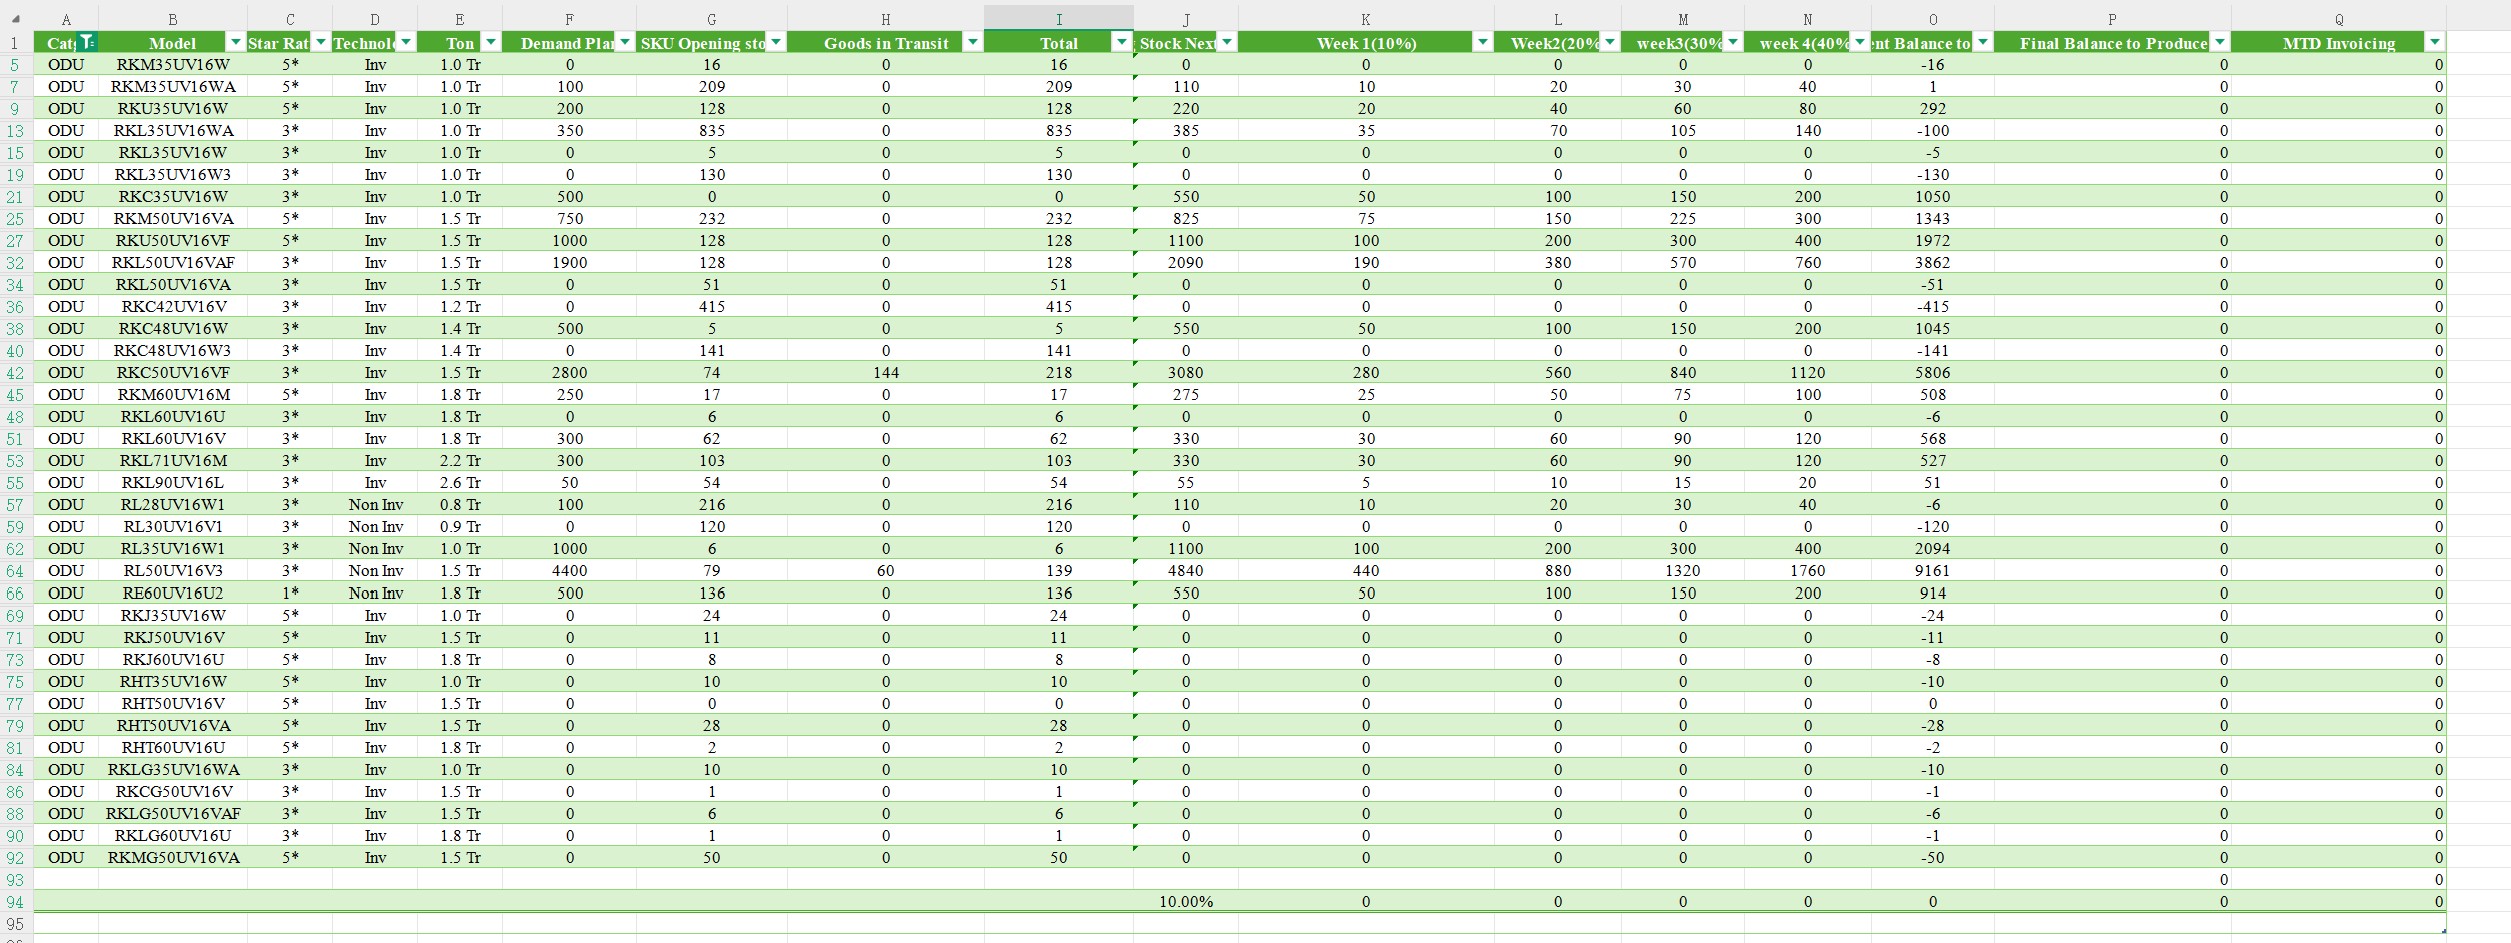 A B C D E F G H I J K L M N O P Q
1 Catg Model Star Rat Technol Ton Demand Plan SKU Opening sto Goods in Transit Total Stock Next Week 1(10%) Week2(20% week3(30% week 4(40% nt Balance to Final Balance to Produce MTD Invoicing
5 ODU RKM35UV16W 5* Inv 1.0 Tr 0 16 0 16 0 0 0 0 0 -16 0 0
7 ODU RKM35UV16WA 5* Inv 1.0 Tr 100 209 0 209 110 10 20 30 40 1 0 0
9 ODU RKU35UV16W 5* Inv 1.0 Tr 200 128 0 128 220 20 40 60 80 292 0 0
13 ODU RKL35UV16WA 3* Inv 1.0 Tr 350 835 0 835 385 35 70 105 140 -100 0 0
15 ODU RKL35UV16W 3* Inv 1.0 Tr 0 5 0 5 0 0 0 0 0 -5 0 0
19 ODU RKL35UV16W3 3* Inv 1.0 Tr 0 130 0 130 0 0 0 0 0 -130 0 0
21 ODU RKC35UV16W 3* Inv 1.0 Tr 500 0 0 0 550 50 100 150 200 1050 0 0
25 ODU RKM50UV16VA 5* Inv 1.5 Tr 750 232 0 232 825 75 150 225 300 1343 0 0
27 ODU RKU50UV16VF 5* Inv 1.5 Tr 1000 128 0 128 1100 100 200 300 400 1972 0 0
32 ODU RKL50UV16VAF 3* Inv 1.5 Tr 1900 128 0 128 2090 190 380 570 760 3862 0 0
34 ODU RKL50UV16VA 3* Inv 1.5 Tr 0 51 0 51 0 0 0 0 0 -51 0 0
36 ODU RKC42UV16V 3* Inv 1.2 Tr 0 415 0 415 0 0 0 0 0 -415 0 0
38 ODU RKC48UV16W 3* Inv 1.4 Tr 500 5 0 5 550 50 100 150 200 1045 0 0
40 ODU RKC48UV16W3 3* Inv 1.4 Tr 0 141 0 141 0 0 0 0 0 -141 0 0
42 ODU RKC50UV16VF 3* Inv 1.5 Tr 2800 74 144 218 3080 280 560 840 1120 5806 0 0
45 ODU RKM60UV16M 5* Inv 1.8 Tr 250 17 0 17 275 25 50 75 100 508 0 0
48 ODU RKL60UV16U 3* Inv 1.8 Tr 0 6 0 6 0 0 0 0 0 -6 0 0
51 ODU RKL60UV16V 3* Inv 1.8 Tr 300 62 0 62 330 30 60 90 120 568 0 0
53 ODU RKL71UV16M 3* Inv 2.2 Tr 300 103 0 103 330 30 60 90 120 527 0 0
55 ODU RKL90UV16L 3* Inv 2.6 Tr 50 54 0 54 55 5 10 15 20 51 0 0
57 ODU RL28UV16W1 3* Non Inv 0.8 Tr 100 216 0 216 110 10 20 30 40 -6 0 0
59 ODU RL30UV16V1 3* Non Inv 0.9 Tr 0 120 0 120 0 0 0 0 0 -120 0 0
62 ODU RL35UV16W1 3* Non Inv 1.0 Tr 1000 6 0 6 1100 100 200 300 400 2094 0 0
64 ODU RL50UV16V3 3* Non Inv 1.5 Tr 4400 79 60 139 4840 440 880 1320 1760 9161 0 0
66 ODU RE60UV16U2 1* Non Inv 1.8 Tr 500 136 0 136 550 50 100 150 200 914 0 0
69 ODU RKJ35UV16W 5* Inv 1.0 Tr 0 24 0 24 0 0 0 0 0 -24 0 0
71 ODU RKJ50UV16V 5* Inv 1.5 Tr 0 11 0 11 0 0 0 0 0 -11 0 0
73 ODU RKJ60UV16U 5* Inv 1.8 Tr 0 8 0 8 0 0 0 0 0 -8 0 0
75 ODU RHT35UV16W 5* Inv 1.0 Tr 0 10 0 10 0 0 0 0 0 -10 0 0
77 ODU RHT50UV16V 5* Inv 1.5 Tr 0 0 0 0 0 0 0 0 0 0 0 0
79 ODU RHT50UV16VA 5* Inv 1.5 Tr 0 28 0 28 0 0 0 0 0 -28 0 0
81 ODU RHT60UV16U 5* Inv 1.8 Tr 0 2 0 2 0 0 0 0 0 -2 0 0
84 ODU RKLG35UV16WA 3* Inv 1.0 Tr 0 10 0 10 0 0 0 0 0 -10 0 0
86 ODU RKCG50UV16V 3* Inv 1.5 Tr 0 1 0 1 0 0 0 0 0 -1 0 0
88 ODU RKLG50UV16VAF 3* Inv 1.5 Tr 0 6 0 6 0 0 0 0 0 -6 0 0
90 ODU RKLG60UV16U 3* Inv 1.8 Tr 0 1 0 1 0 0 0 0 0 -1 0 0
92 ODU RKMG50UV16VA 5* Inv 1.5 Tr 0 50 0 50 0 0 0 0 0 -50 0 0
93 0 0
94 10.00% 0 0 0 0 0 0 0
95